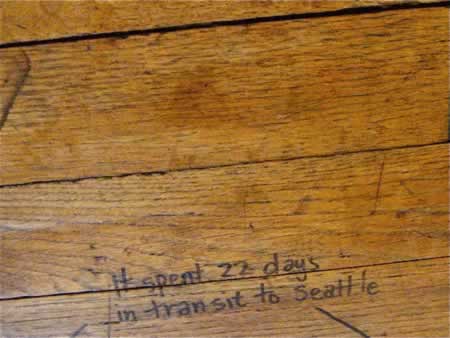 It spent 22 days
in transit to Seattle